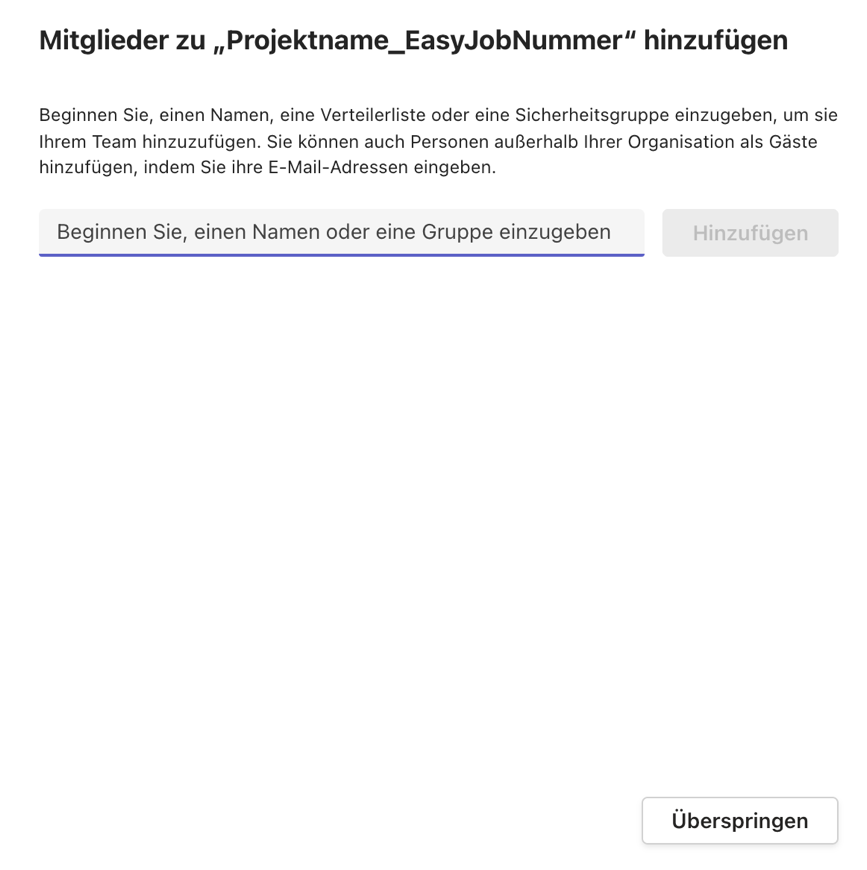 Mitglieder zu „Projektname_EasyJobNummer“ hinzufügen
Beginnen Sie, einen Namen, eine Verteilerliste oder eine Sicherheitsgruppe einzugeben, um sie
Ihrem Team hinzuzufügen. Sie können auch Personen außerhalb Ihrer Organisation als Gäste
hinzufügen, indem Sie ihre E-Mail-Adressen eingeben.
Beginnen Sie, einen Namen oder eine Gruppe einzugeben
Hinzufügen
Überspringen